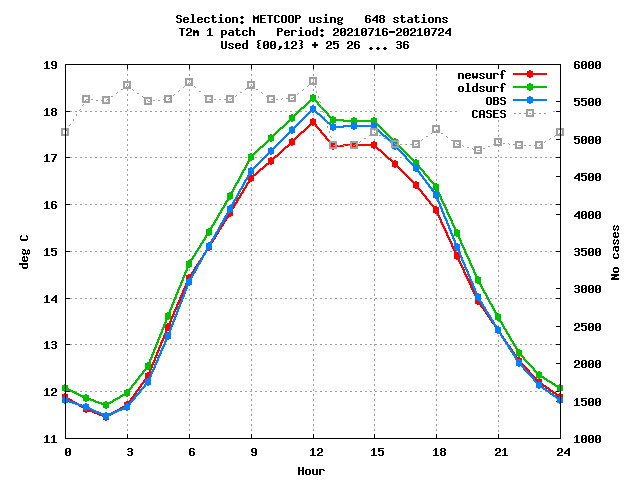 Selection: METCOOP using   648 stations
T2m 1 patch   Period: 20210716-20210724
Used {00,12} + 25 26 ... 36
newsurf
oldsurf
OBS
CASES
deg C
19
18
17
16
15
14
13
12
11
6000
5500
5000
4500
4000
3500
3000
2500
2000
1500
1000
No cases
0 3 6 9 12 15 18 21 24
Hour